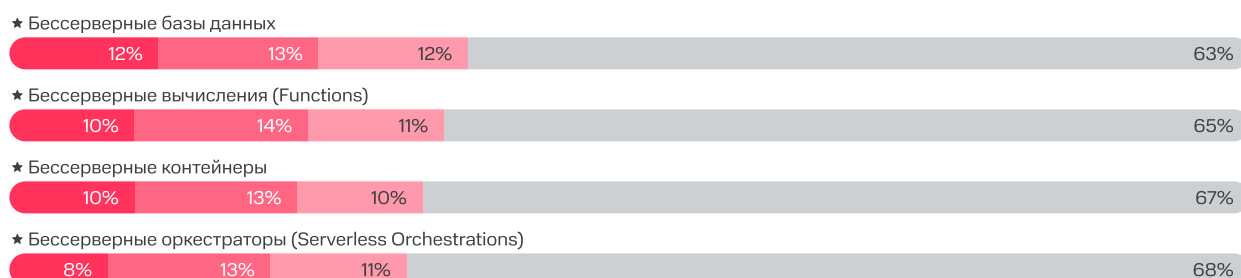 ★ Бессерверные базы данных
12% 13% 12% 63%
★ Бессерверные вычисления (Functions)
10% 14% 11% 65%
★ Бессерверные контейнеры
10% 13% 10% 67%
★ Бессерверные оркестраторы (Serverless Orchestrations)
8% 13% 11% 68%